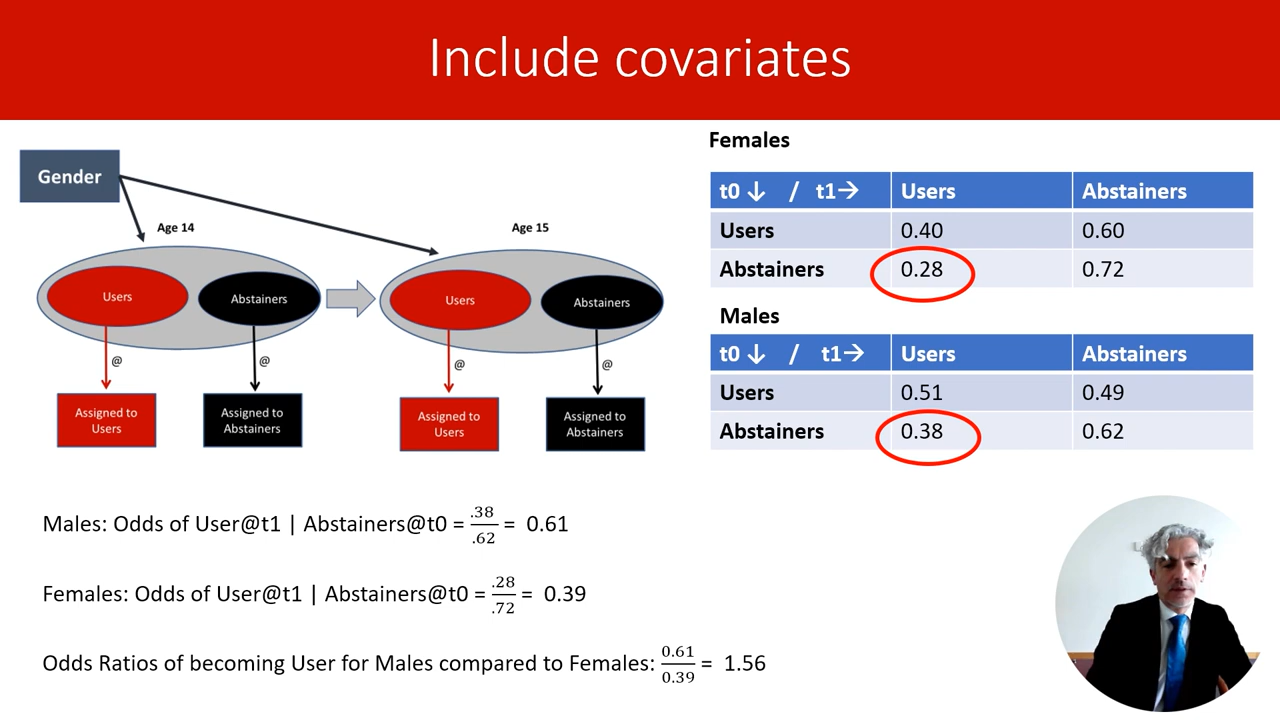 Include covariates
Gender
Age 14
Age 15
Users
Abstainers
Users
Abstainers
@
@
@
@
Assigned to
Users
Assigned to
Abstainers
Assigned to
Users
Assigned to
Abstainers
Females
t0 ↓ / t1→ Users Abstainers
Users 0.40 0.60
Abstainers 0.28 0.72
Males
t0 ↓ / t1→ Users Abstainers
Users 0.51 0.49
Abstainers 0.38 0.62
Males: Odds of User@t1 | Abstainers@t0 = .38/.62 = 0.61
Females: Odds of User@t1 | Abstainers@t0 = .28/.72 = 0.39
Odds Ratios of becoming User for Males compared to Females: 0.61/0.39 = 1.56